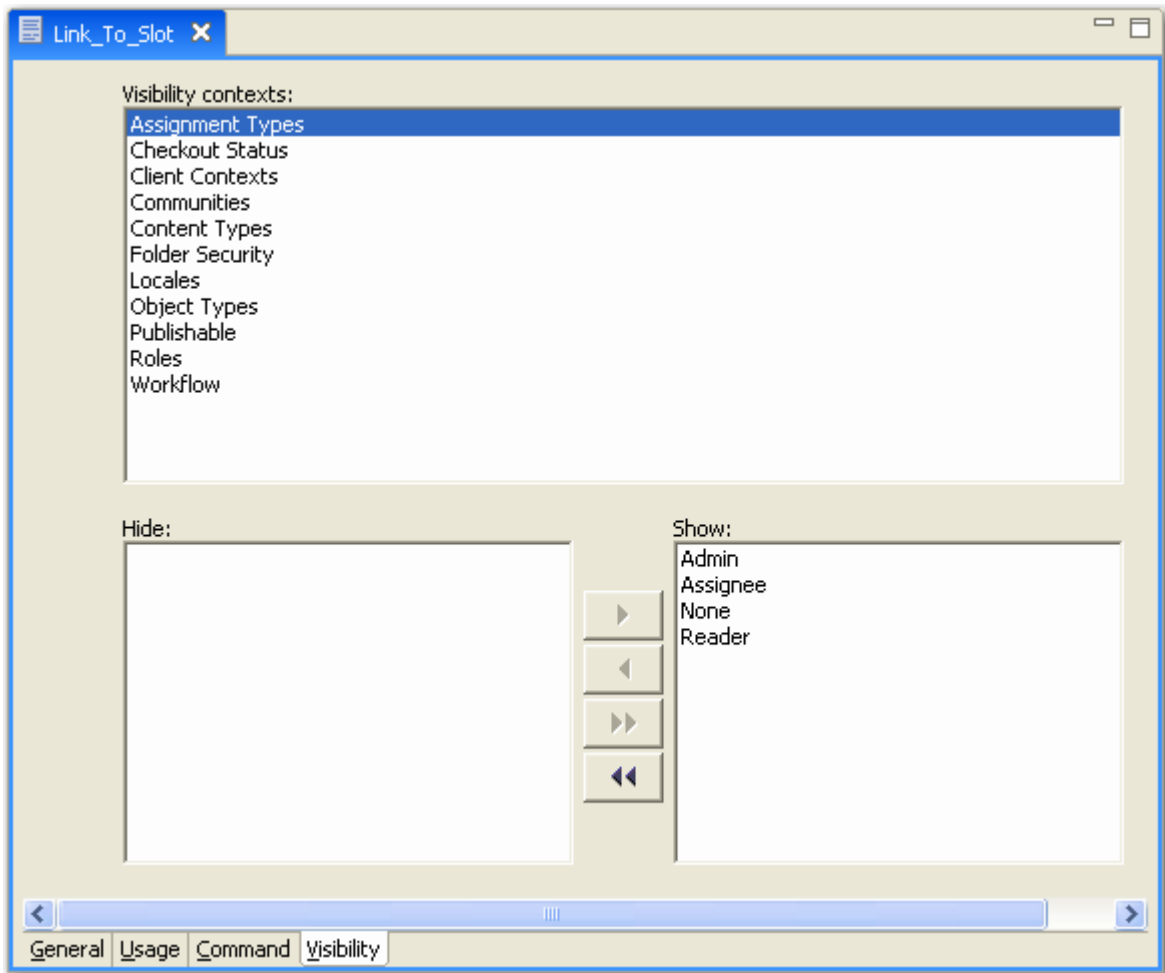 Link_To_Slot
Visibility contexts:
Assignment Types
Checkout Status
Client Contexts
Communities
Content Types
Folder Security
Locales
Object Types
Publishable
Roles
Workflow
Hide:
Show:
Admin
Assignee
None
Reader
General Usage Command Visibility